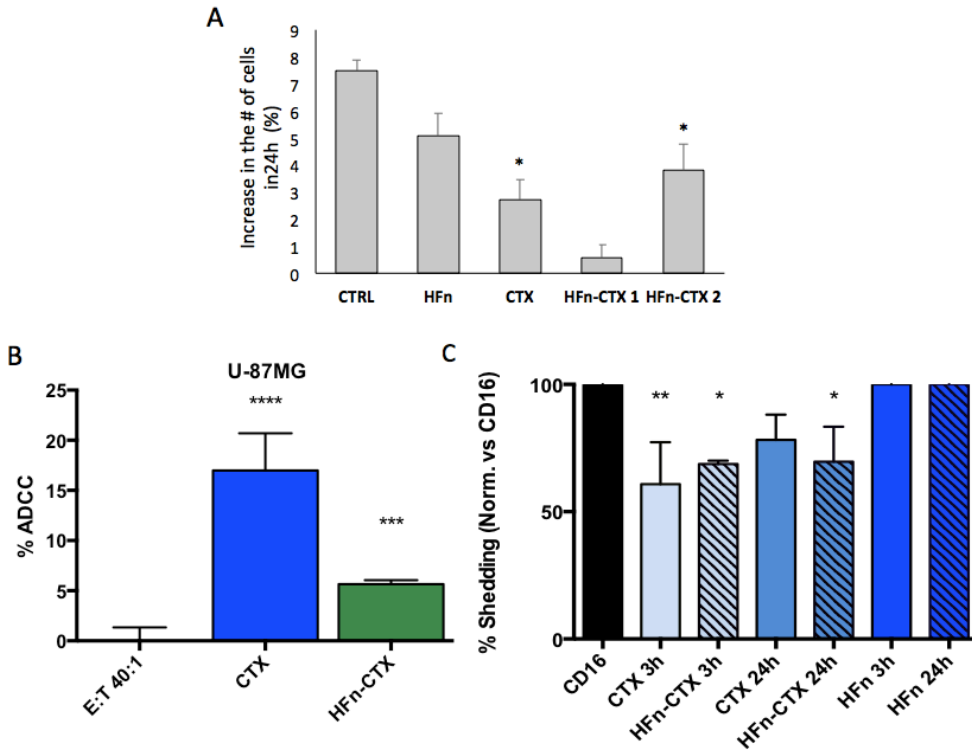 A
Increase in the # of cells
in24h (%)
9
8
7
6
5
4
3
2
1
0
*
*
CTRL HFn CTX HFn-CTX 1 HFn-CTX 2
B
U-87MG
% ADCC
25
20
15
10
5
0
****
***
E:T 40:1
CTX
HFn-CTX
C
% Shedding (Norm. vs CD16)
100
50
0
** * *
CD16
CTX 3h
HFn-CTX 3h
CTX 24h
HFn-CTX 24h
HFn 3h
HFn 24h